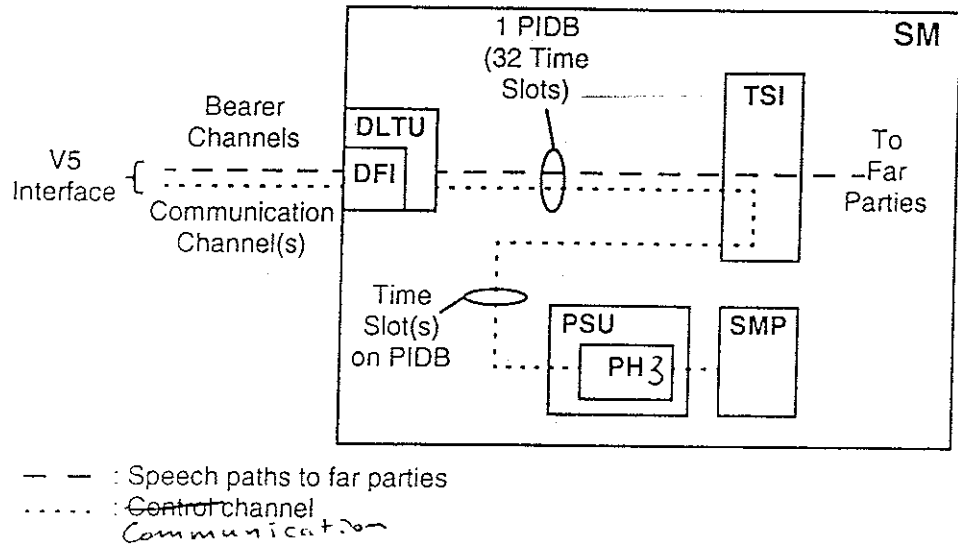 SM
1 PIDB
(32 Time
Slots)
TSI
Bearer
Channels
DLTU
DFI
V5
Interface
To
Far
Parties
Communication
Channel(s)
Time
Slot(s)
on PIDB
PSU
PH3
SMP
— — : Speech paths to far parties
..... : Control channel
Communication